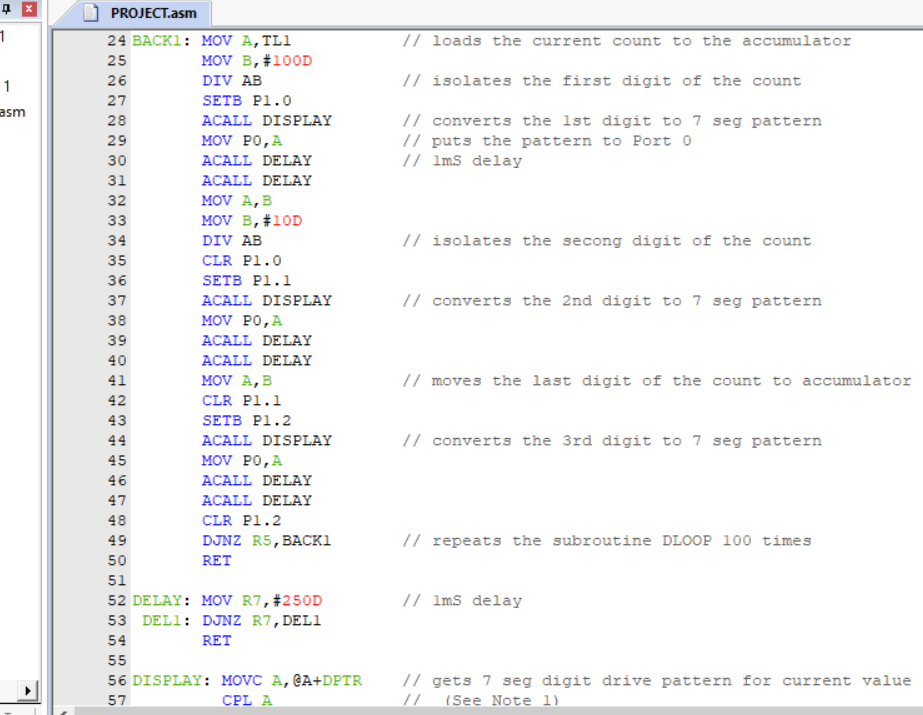 PROJECT.asm
1
1
asm
24 BACK1: MOV A,TL1 // loads the current count to the accumulator
25 MOV B,#100D
26 DIV AB // isolates the first digit of the count
27 SETB P1.0
28 ACALL DISPLAY // converts the 1st digit to 7 seg pattern
29 MOV P0,A // puts the pattern to Port 0
30 ACALL DELAY // 1mS delay
31 ACALL DELAY
32 MOV A,B
33 MOV B,#10D
34 DIV AB // isolates the secong digit of the count
35 CLR P1.0
36 SETB P1.1
37 ACALL DISPLAY // converts the 2nd digit to 7 seg pattern
38 MOV P0,A
39 ACALL DELAY
40 ACALL DELAY
41 MOV A,B // moves the last digit of the count to accumulator
42 CLR P1.1
43 SETB P1.2
44 ACALL DISPLAY // converts the 3rd digit to 7 seg pattern
45 MOV P0,A
46 ACALL DELAY
47 ACALL DELAY
48 CLR P1.2
49 DJNZ R5,BACK1 // repeats the subroutine DLOOP 100 times
50 RET
51
52 DELAY: MOV R7,#250D // 1mS delay
53 DEL1: DJNZ R7,DEL1
54 RET
55
56 DISPLAY: MOVC A,@A+DPTR // gets 7 seg digit drive pattern for current value
57 CPL A // (See Note 1)